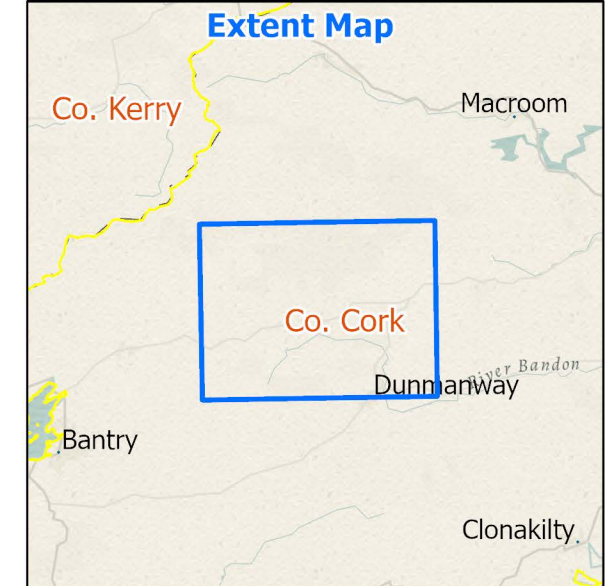 Extent Map
Co. Kerry
Macroom
Co. Cork
River Bandon
Dunmanway
Bantry
Clonakilty